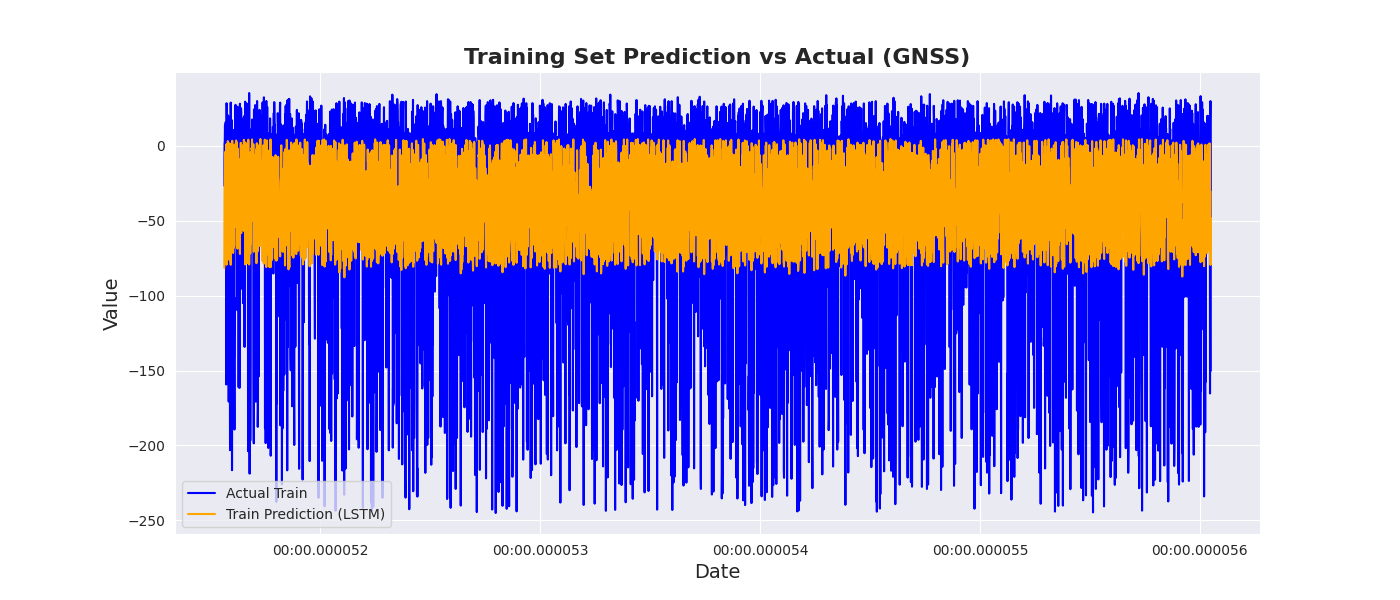 Training Set Prediction vs Actual (GNSS)
Value
0
−50
−100
−150
−200
−250
Actual Train
Train Prediction (LSTM)
00:00.000052
00:00.000053
00:00.000054
00:00.000055
00:00.000056
Date